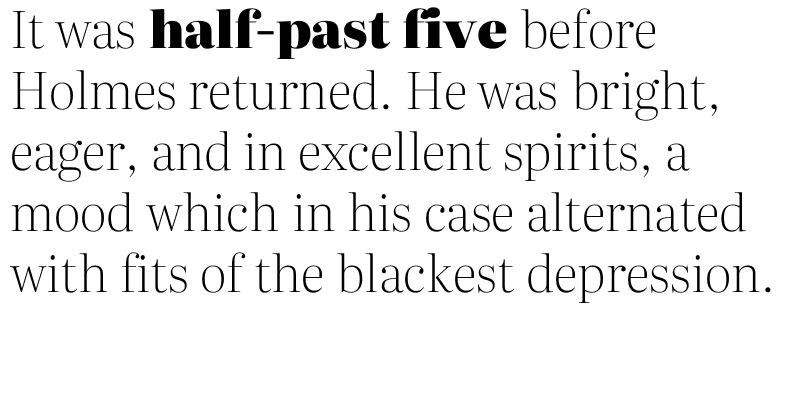 It was half-past five before
Holmes returned. He was bright,
eager, and in excellent spirits, a
mood which in his case alternated
with fits of the blackest depression.